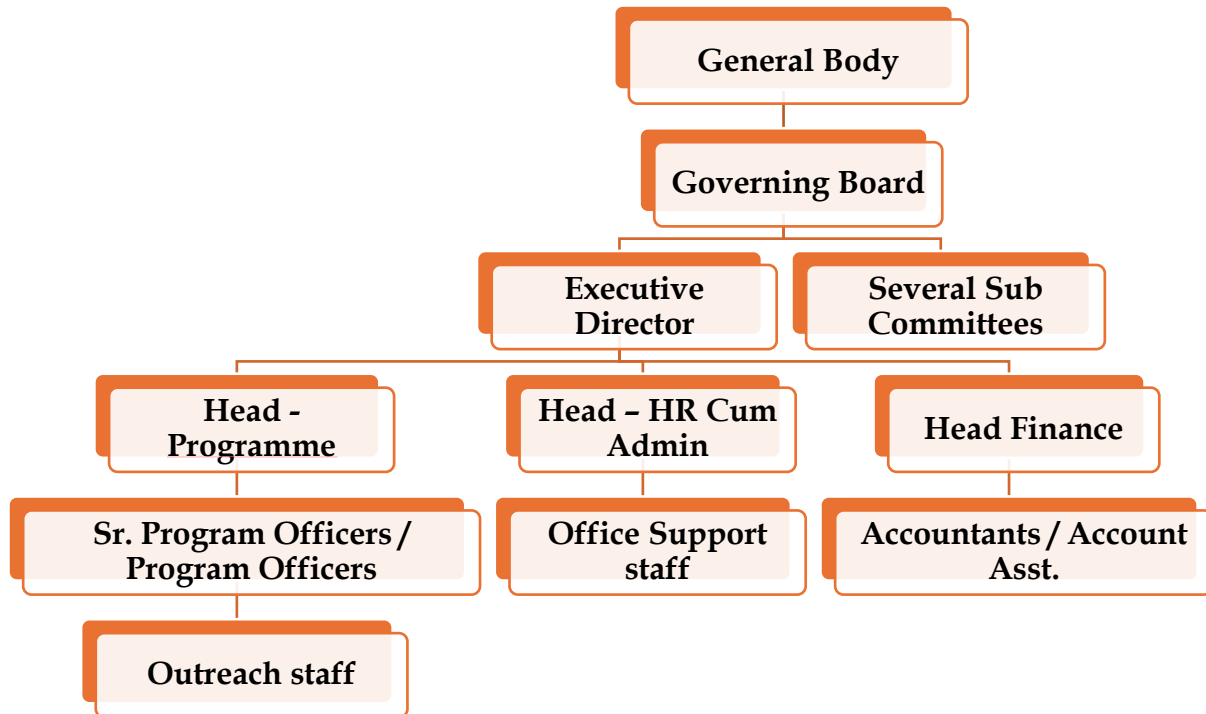 General Body
Governing Board
Executive
Director
Several Sub
Committees
Head -
Programme
Head – HR Cum
Admin
Head Finance
Sr. Program Officers /
Program Officers
Office Support
staff
Accountants / Account
Asst.
Outreach staff